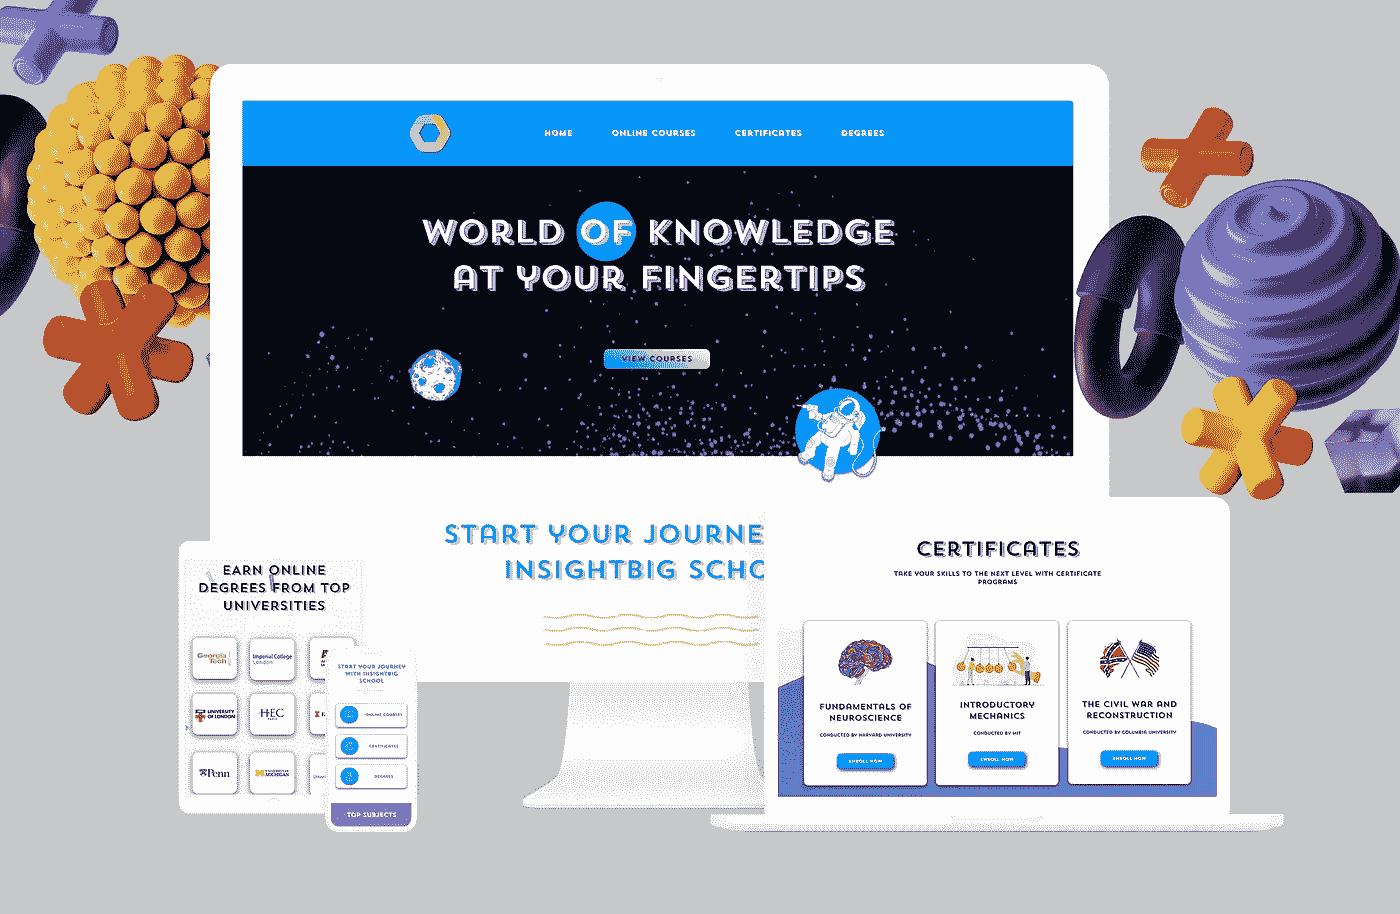 HOME ONLINE COURSES CERTIFICATES DEGREES
WORLD OF KNOWLEDGE
AT YOUR FINGERTIPS
VIEW COURSES
START YOUR JOURNE
INSIGHTBIG SCHO
EARN ONLINE
DEGREES FROM TOP
UNIVERSITIES
Georgia
Tech
Imperial College
London
UNIVERSITY
OF LONDON
HEC
PARIS
Penn
MICHIGAN
START YOUR JOURNEY
WITH INSIGHTBIG
SCHOOL
ONLINE COURSES
CERTIFICATES
DEGREES
TOP SUBJECTS
CERTIFICATES
TAKE YOUR SKILLS TO THE NEXT LEVEL WITH CERTIFICATE
PROGRAMS
FUNDAMENTALS OF
NEUROSCIENCE
CONDUCTED BY HARVARD UNIVERSITY
ENROLL NOW
INTRODUCTORY
MECHANICS
CONDUCTED BY MIT
ENROLL NOW
THE CIVIL WAR AND
RECONSTRUCTION
CONDUCTED BY COLUMBIA UNIVERSITY
ENROLL NOW